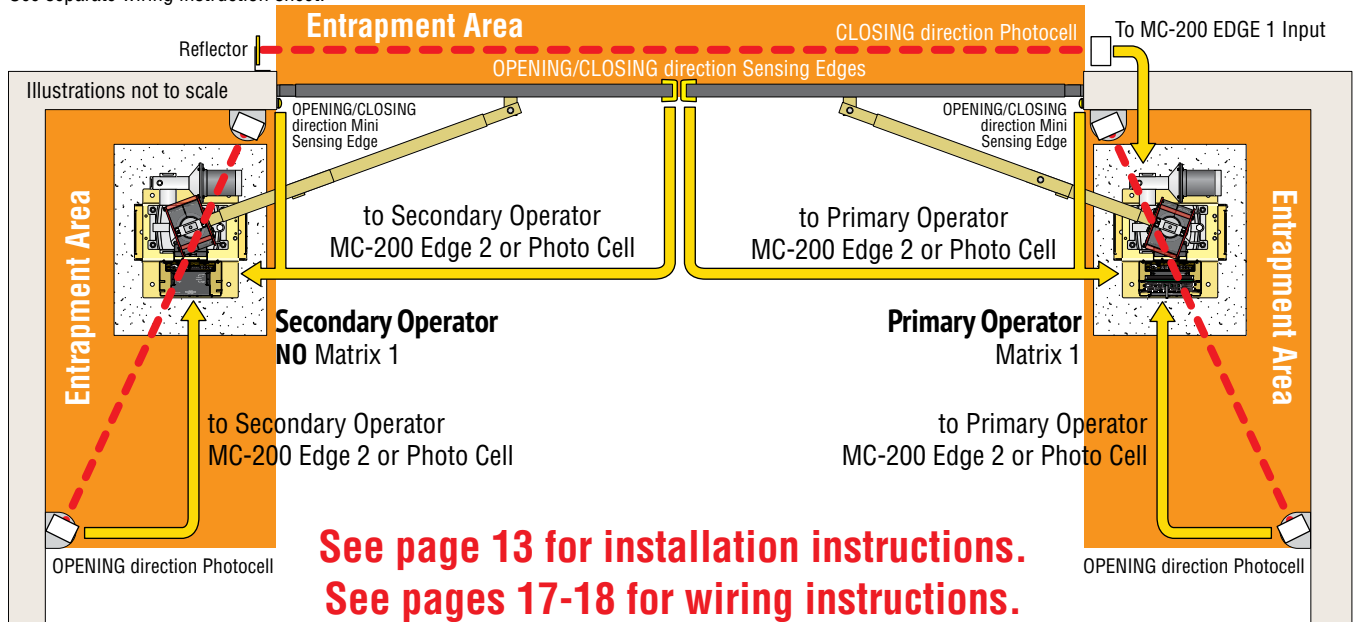 Entrapment Area
CLOSING direction Photocell
To MC-200 EDGE 1 Input
Reflector
OPENING/CLOSING direction Sensing Edges
Illustrations not to scale
OPENING/CLOSING
direction Mini
Sensing Edge
OPENING/CLOSING
direction Mini
Sensing Edge
Entrapment Area
to Secondary Operator
MC-200 Edge 2 or Photo Cell
to Primary Operator
MC-200 Edge 2 or Photo Cell
Entrapment Area
Secondary Operator
NO Matrix 1
Primary Operator
Matrix 1
to Secondary Operator
MC-200 Edge 2 or Photo Cell
to Primary Operator
MC-200 Edge 2 or Photo Cell
OPENING direction Photocell
OPENING direction Photocell
See page 13 for installation instructions.
See pages 17-18 for wiring instructions.